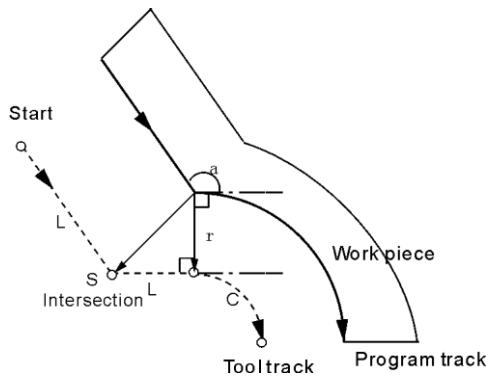 Start
a
L
r
Work piece
S
Intersection
L
C
Tool track
Program track